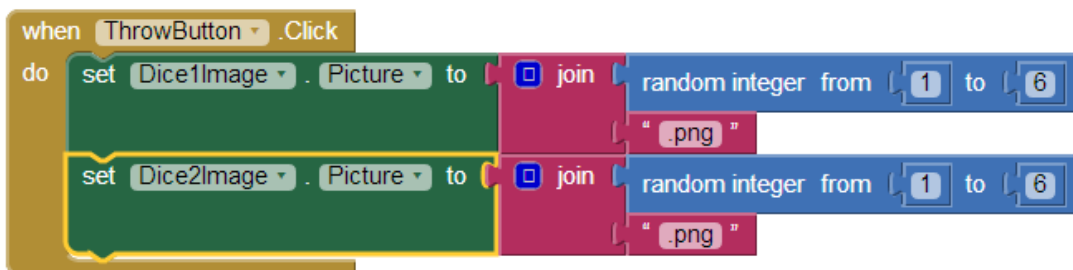 when ThrowButton .Click
do set Dice1Image . Picture to join random integer from 1 to 6
" .png "
set Dice2Image . Picture to join random integer from 1 to 6
" .png "